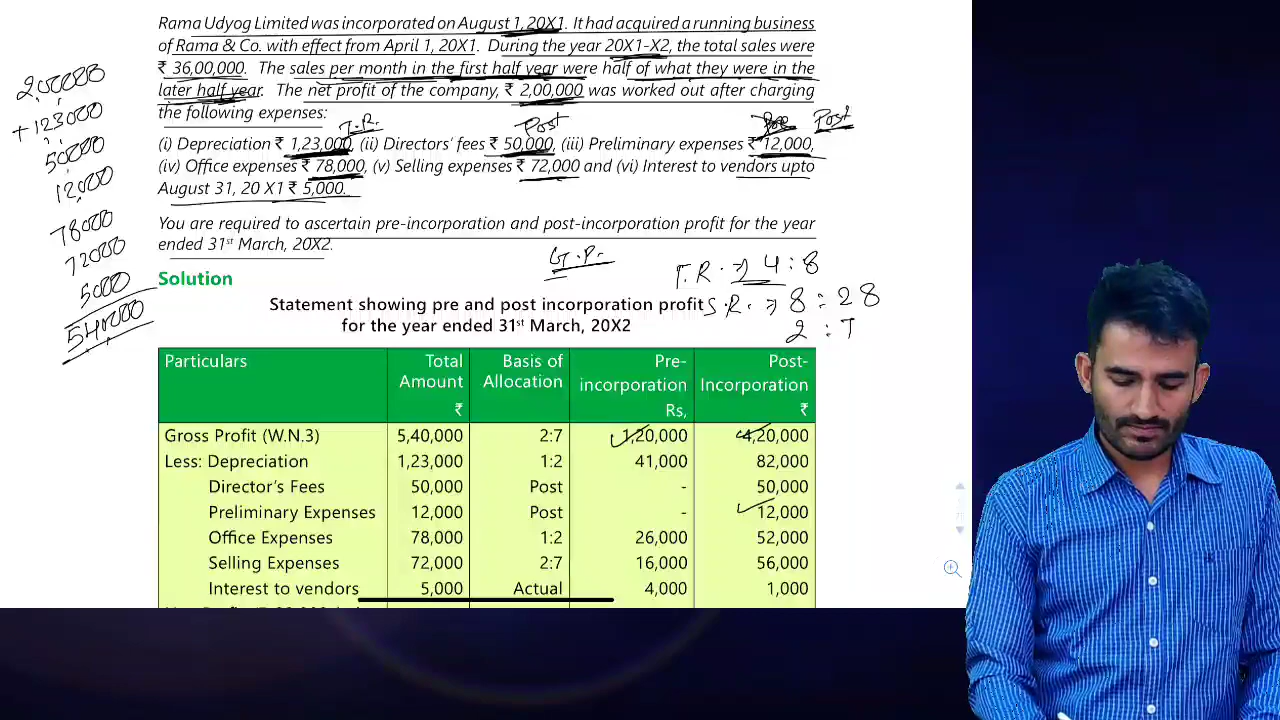 Rama Udyog Limited was incorporated on August 1, 20X1. It had acquired a running business
of Rama & Co. with effect from April 1, 20X1. During the year 20X1-X2, the total sales were
₹ 36,00,000. The sales per month in the first half year were half of what they were in the
later half year. The net profit of the company, ₹ 2,00,000 was worked out after charging
the following expenses:
T.R. Post Pre Post
(i) Depreciation ₹ 1,23,000, (ii) Directors' fees ₹ 50,000, (iii) Preliminary expenses ₹ 12,000,
(iv) Office expenses ₹ 78,000, (v) Selling expenses ₹ 72,000 and (vi) Interest to vendors upto
August 31, 20 X1 ₹ 5,000.
2,00,000
+ 123000
50000
12,000
78000
72000
5000
540000
You are required to ascertain pre-incorporation and post-incorporation profit for the year
ended 31st March, 20X2.
G.P.
T.R. => 4 : 8
Solution
S.R. => 8 : 28
2 : 7
Statement showing pre and post incorporation profit
for the year ended 31st March, 20X2
Particulars Total Amount ₹ Basis of Allocation Pre-incorporation Rs, Post-Incorporation ₹
Gross Profit (W.N.3) 5,40,000 2:7 1,20,000 4,20,000
Less: Depreciation 1,23,000 1:2 41,000 82,000
Director's Fees 50,000 Post - 50,000
Preliminary Expenses 12,000 Post - 12,000
Office Expenses 78,000 1:2 26,000 52,000
Selling Expenses 72,000 2:7 16,000 56,000
Interest to vendors 5,000 Actual 4,000 1,000